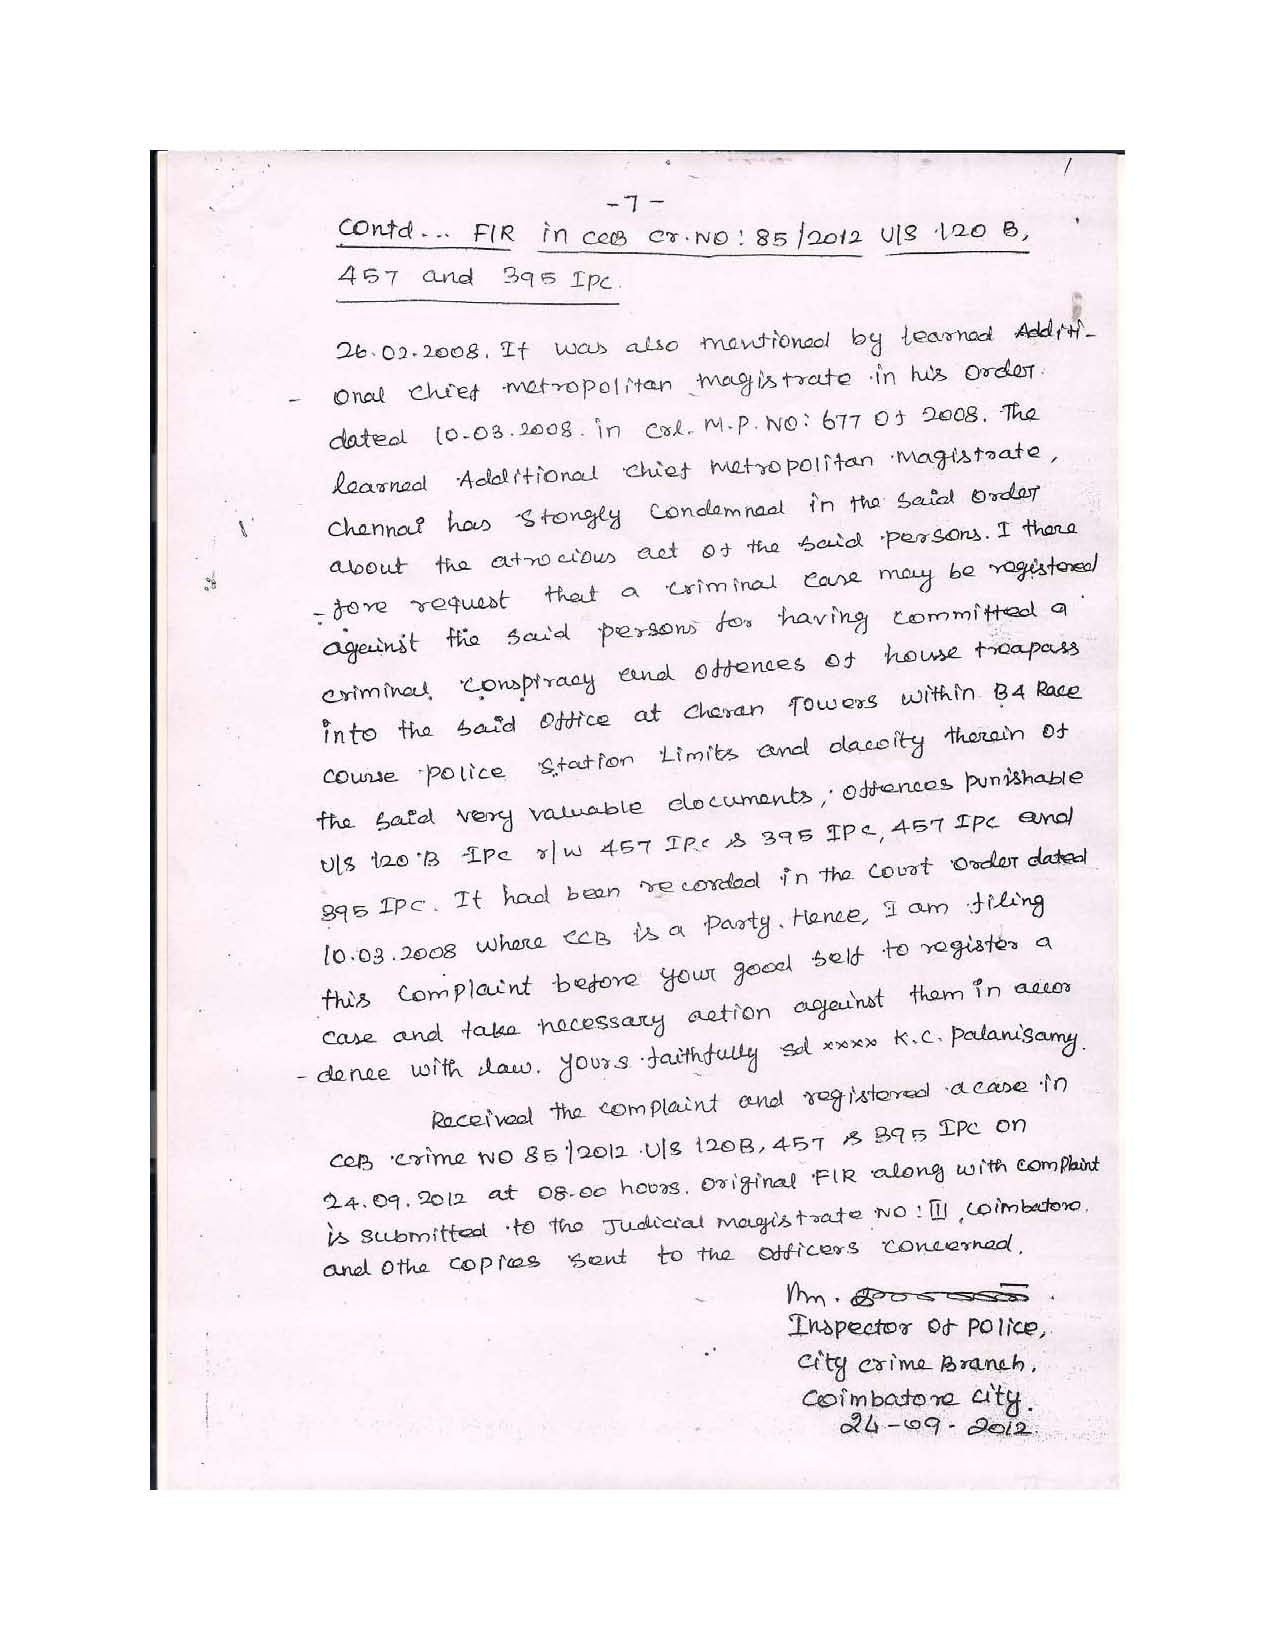 -7-
Contd... FIR in CCB Cr.NO: 85/2012 U/S 120 B,
457 and 395 IPC.
26.02.2008. It was also mentioned by learned Additi-
- onal Chief metropolitan magistrate in his order
dated 10.03.2008 in Crl. M.P. NO: 677 Of 2008. The
learned Additional Chief Metropolitan Magistrate,
Chennai has stongly Condemned in the said order
about the atrocious act of the said persons. I there
- fore request that a criminal case may be registered
against the said persons for having committed a
criminal conspiracy and offences of house treapass
into the said office at Cheran Towers within B4 Race
course police station Limits and dacoity therein of
the said very valuable documents, offences punishable
U/S 120 B IPC r/w 457 IPC & 395 IPC, 457 IPC and
395 IPC. It had been recorded in the Court order dated
10.03.2008 where CCB is a Party. Hence, I am filing
this Complaint before your good self to register a
case and take necessary action against them in accor
- dence with law. Yours faithfully sd xxxx K.C. Palanisamy.
Received the complaint and registered a case in
CCB crime NO 85/2012 U/S 120B, 457 & 395 IPC on
24.09.2012 at 08-00 hours. Original FIR along with complaint
is submitted to the Judicial magistrate NO: III, Coimbatore.
and Othe copies sent to the officers concerned.
Inspector of police,
City crime Branch,
Coimbatore city.
24-09-2012.